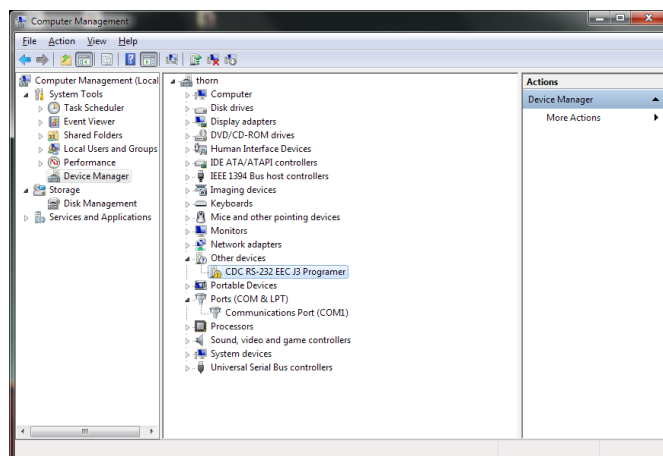 Computer Management
File Action View Help
Computer Management (Local
System Tools
Task Scheduler
Event Viewer
Shared Folders
Local Users and Groups
Performance
Device Manager
Storage
Disk Management
Services and Applications
thorn
Computer
Disk drives
Display adapters
DVD/CD-ROM drives
Human Interface Devices
IDE ATA/ATAPI controllers
IEEE 1394 Bus host controllers
Imaging devices
Keyboards
Mice and other pointing devices
Monitors
Network adapters
Other devices
CDC RS-232 EEC J3 Programer
Portable Devices
Ports (COM & LPT)
Communications Port (COM1)
Processors
Sound, video and game controllers
System devices
Universal Serial Bus controllers
Actions
Device Manager
More Actions